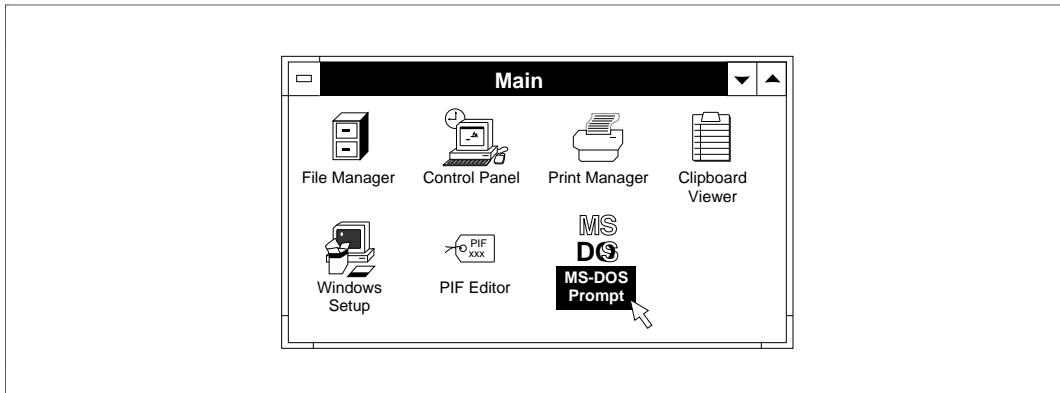 Main
File Manager
Control Panel
Print Manager
Clipboard
Viewer
PIF
xxx
MS
DOS
Windows
Setup
PIF Editor
MS-DOS
Prompt